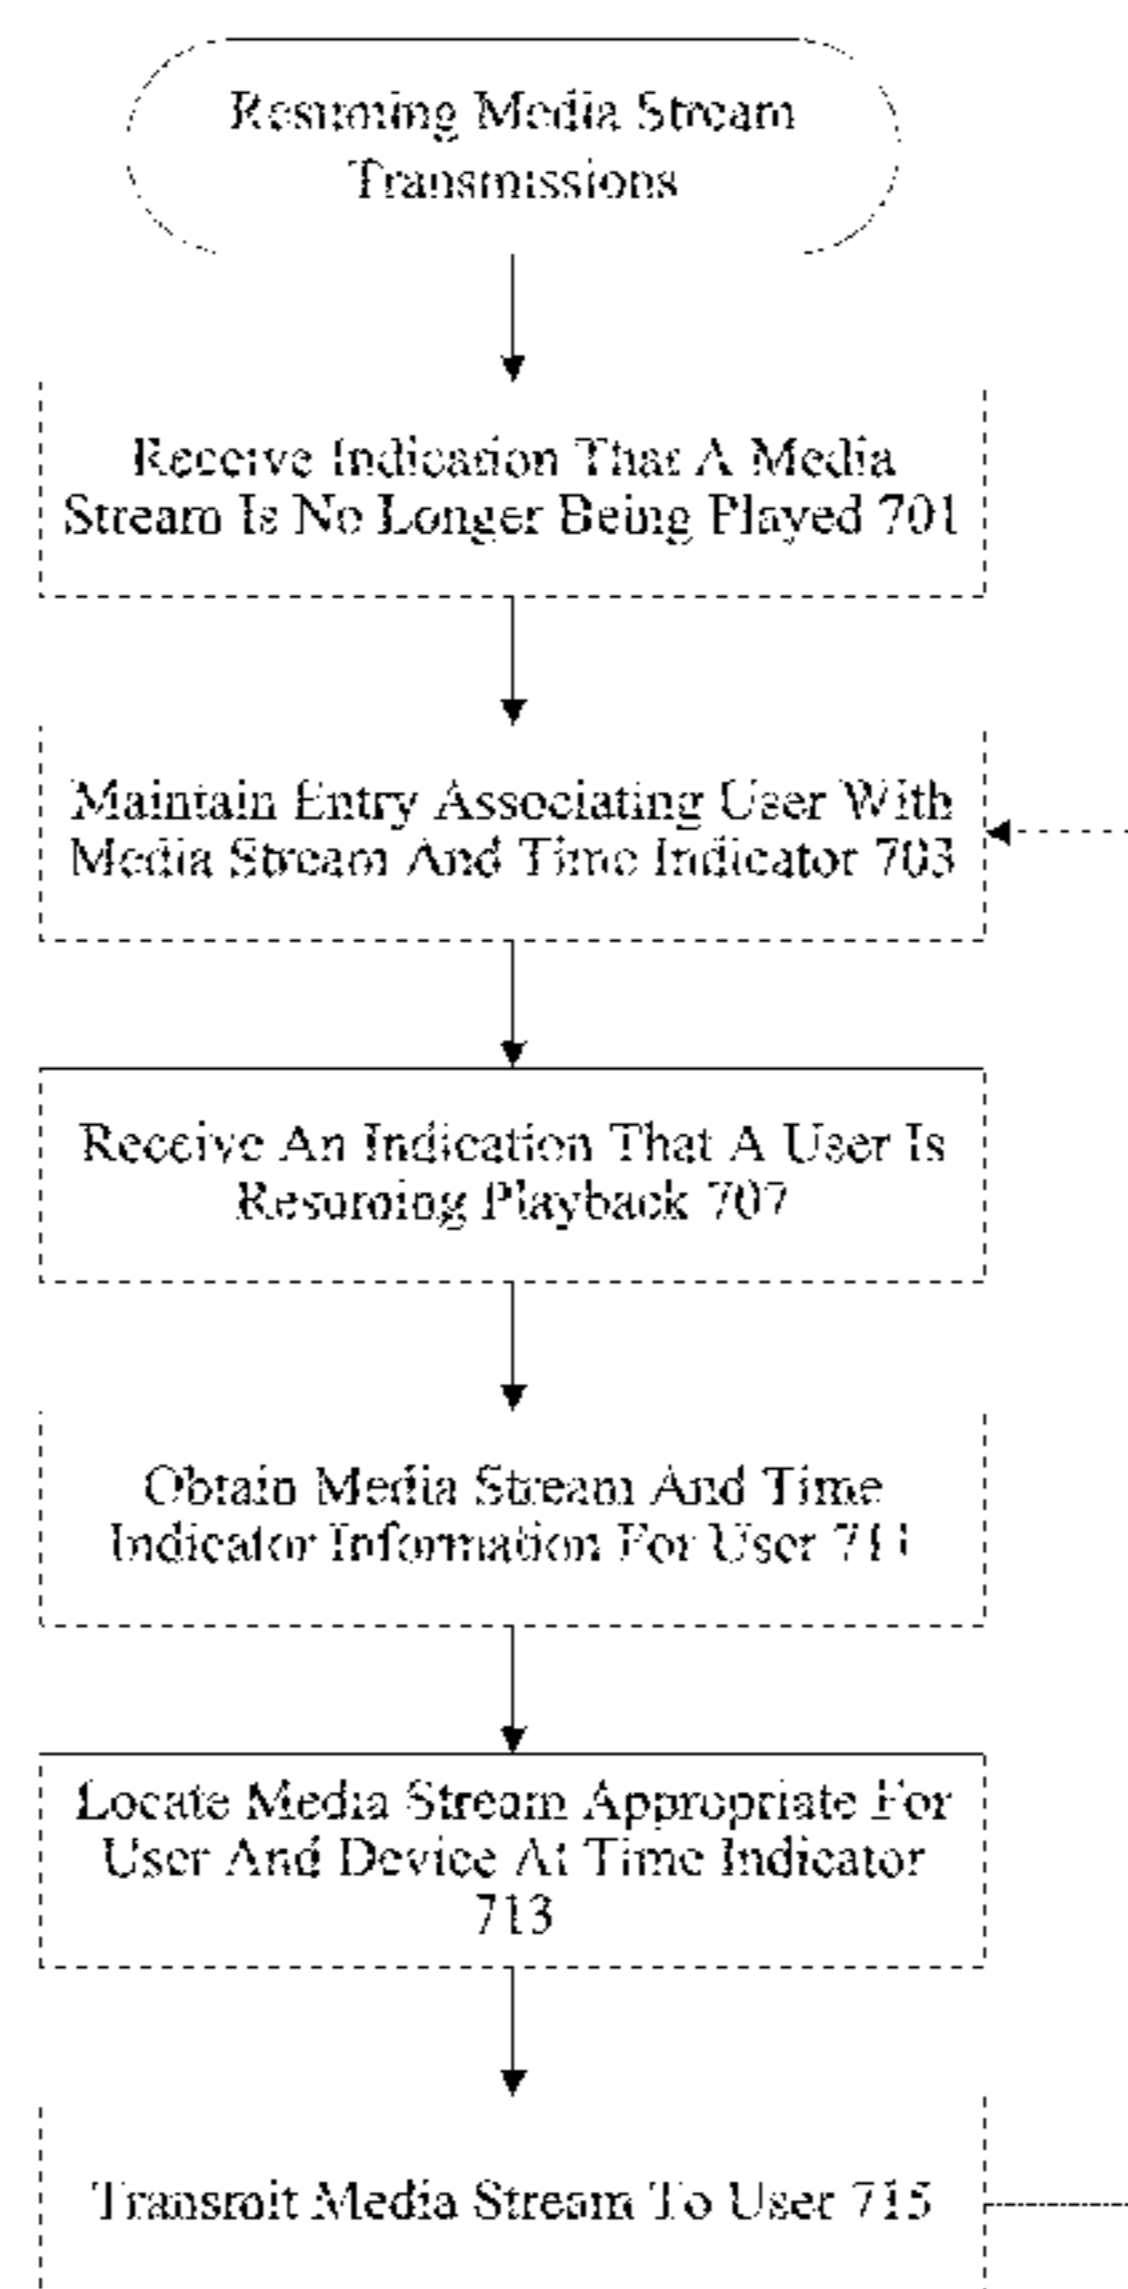 Resuming Media Stream
Transmissions
Receive Indication That A Media
Stream Is No Longer Being Played 701
Maintain Entry Associating User With
Media Stream And Time Indicator 703
Receive An Indication That A User Is
Resuming Playback 707
Obtain Media Stream And Time
Indicator Information For User 711
Locate Media Stream Appropriate For
User And Device At Time Indicator
713
Transmit Media Stream To User 715